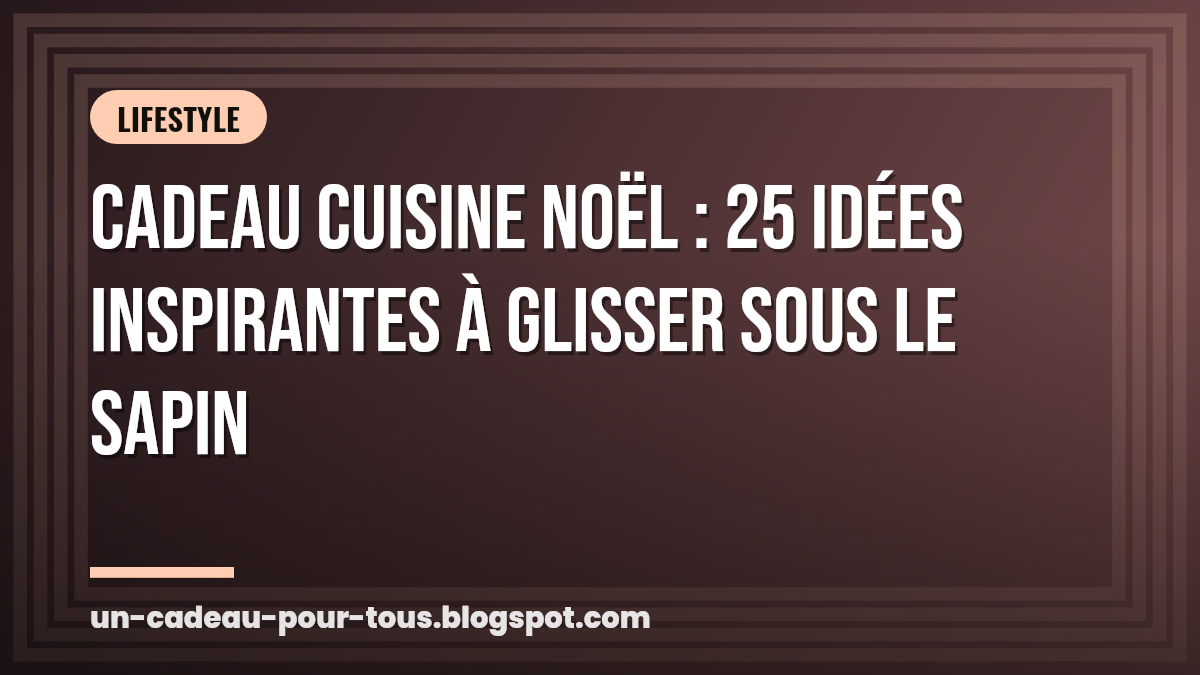 LIFESTYLE
CADEAU CUISINE NOËL : 25 IDÉES
INSPIRANTES À GLISSER SOUS LE
SAPIN
un-cadeau-pour-tous.blogspot.com